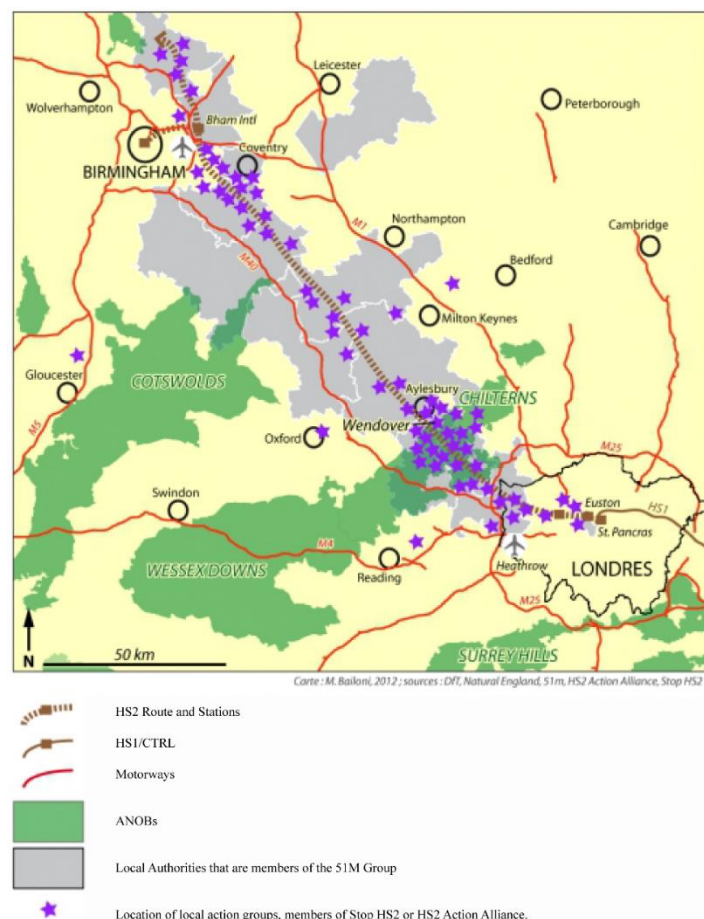 Leicester
Wolverhampton
Peterborough
Bham Intl
BIRMINGHAM
Coventry
M1
Northampton
Cambridge
M40
Bedford
Milton Keynes
Gloucester
COTSWOLDS
M5
Aylesbury
CHILTERNS
Wendover
Oxford
M25
Swindon
Euston
HS1
St. Pancras
M4
WESSEX DOWNS
Reading
Heathrow
LONDRES
M25
N
50 km
SURREY HILLS
Carte : M. Bailoni, 2012 ; sources : DfT, Natural England, 51m, HS2 Action Alliance, Stop HS2
HS2 Route and Stations
HS1/CTRL
Motorways
ANOBs
Local Authorities that are members of the 51M Group
Location of local action groups, members of Stop HS2 or HS2 Action Alliance.